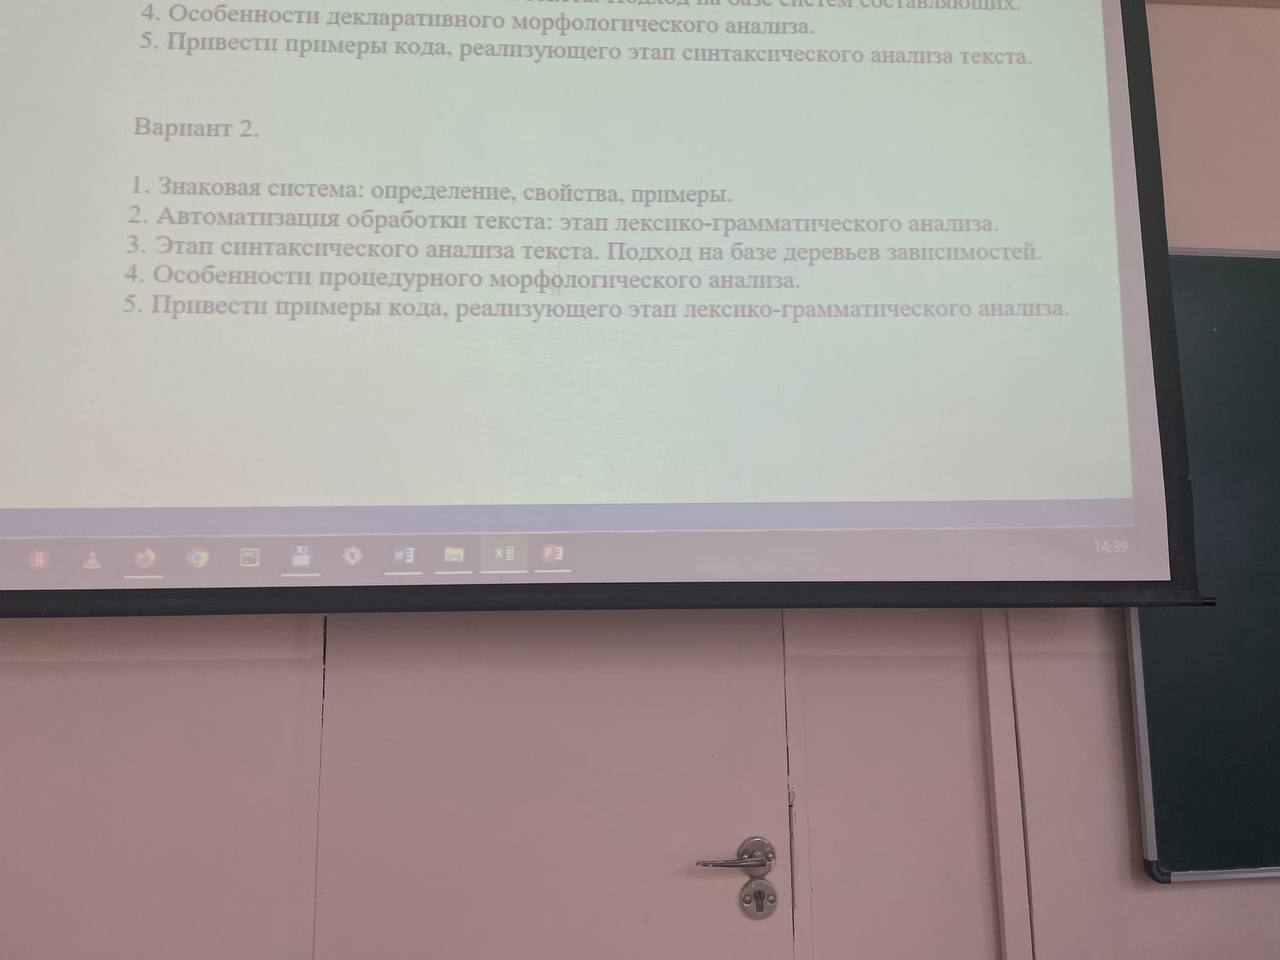 Подход на базе систем составляющих.
4. Особенности декларативного морфологического анализа.
5. Привести примеры кода, реализующего этап синтаксического анализа текста.
Вариант 2.
1. Знаковая система: определение, свойства, примеры.
2. Автоматизация обработки текста: этап лексико-грамматического анализа.
3. Этап синтаксического анализа текста. Подход на базе деревьев зависимостей.
4. Особенности процедурного морфологического анализа.
5. Привести примеры кода, реализующего этап лексико-грамматического анализа.
14:39